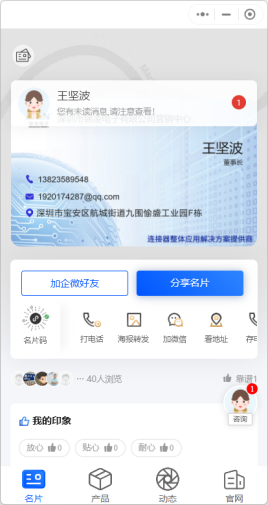 王坚波
您有未读消息,请注意查看!
1
王坚波
董事长
13823589548
1920174287@qq.com
深圳市宝安区航城街道九围愉盛工业园F栋
连接器整体应用解决方案提供商
加企微好友
分享名片
名片码
打电话
海报转发
加微信
看地址
存电
40人浏览
靠谱1
1
咨询
我的印象
放心 0
贴心 0
耐心 0
名片
产品
动态
官网